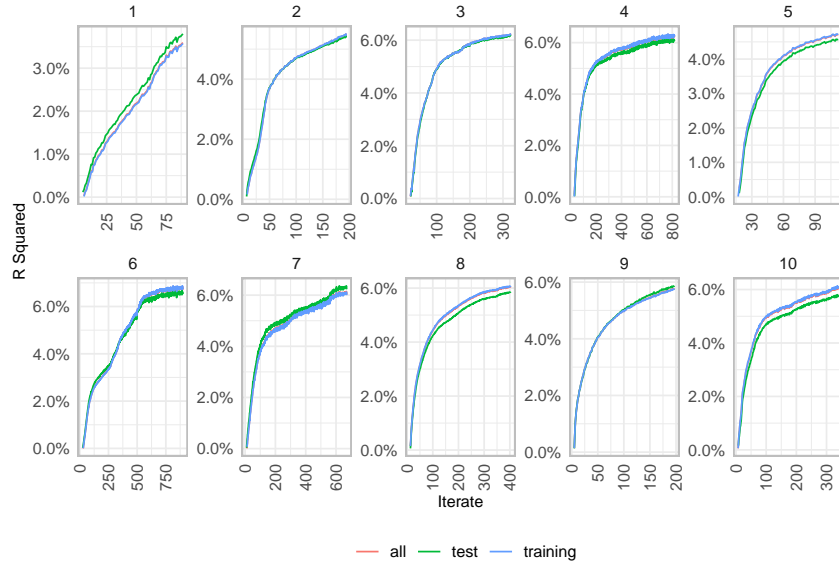 1 2 3 4 5
3.0% 2.0% 1.0% 0.0%
4.0% 2.0% 0.0%
6.0% 4.0% 2.0% 0.0%
6.0% 4.0% 2.0% 0.0%
4.0% 3.0% 2.0% 1.0% 0.0%
25 50 75
0 50 100 150 200
100 200 300
0 200 400 600 800
30 60 90
R Squared
6 7 8 9 10
6.0% 4.0% 2.0% 0.0%
6.0% 4.0% 2.0% 0.0%
6.0% 4.0% 2.0% 0.0%
6.0% 4.0% 2.0% 0.0%
6.0% 4.0% 2.0% 0.0%
0 250 500 750
0 200 400 600
0 100 200 300 400
0 50 100 150 200
0 100 200 300
Iterate
all test training